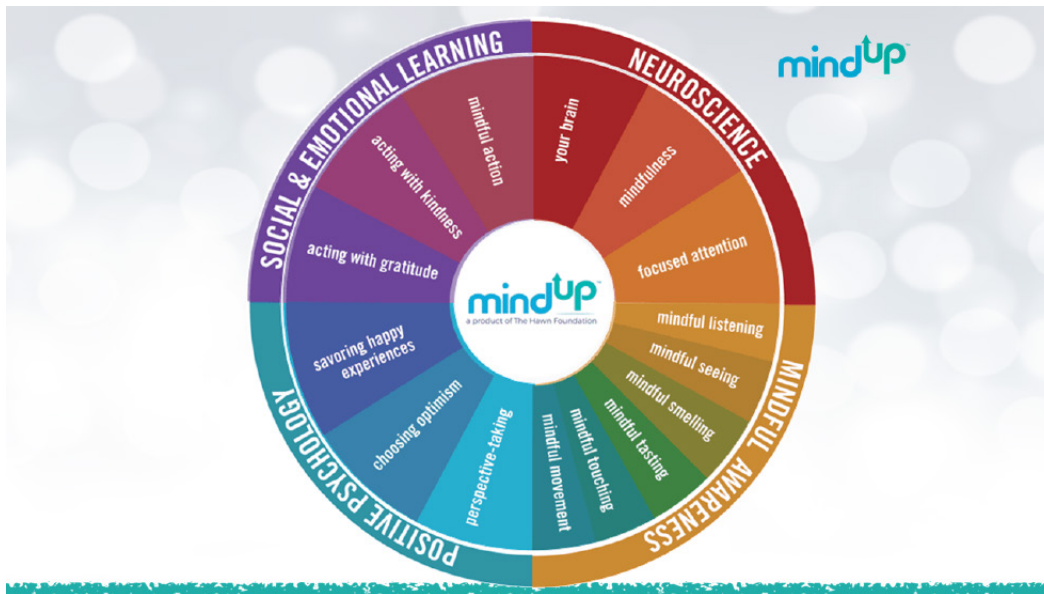 mindUP™
NEUROSCIENCE
your brain
mindfulness
focused attention
MINDFUL AWARENESS
mindful listening
mindful seeing
mindful smelling
mindful tasting
mindful touching
mindful movement
POSITIVE PSYCHOLOGY
perspective-taking
choosing optimism
savoring happy
experiences
SOCIAL & EMOTIONAL LEARNING
acting with gratitude
acting with kindness
mindful action
mindUP™
a product of The Hawn Foundation